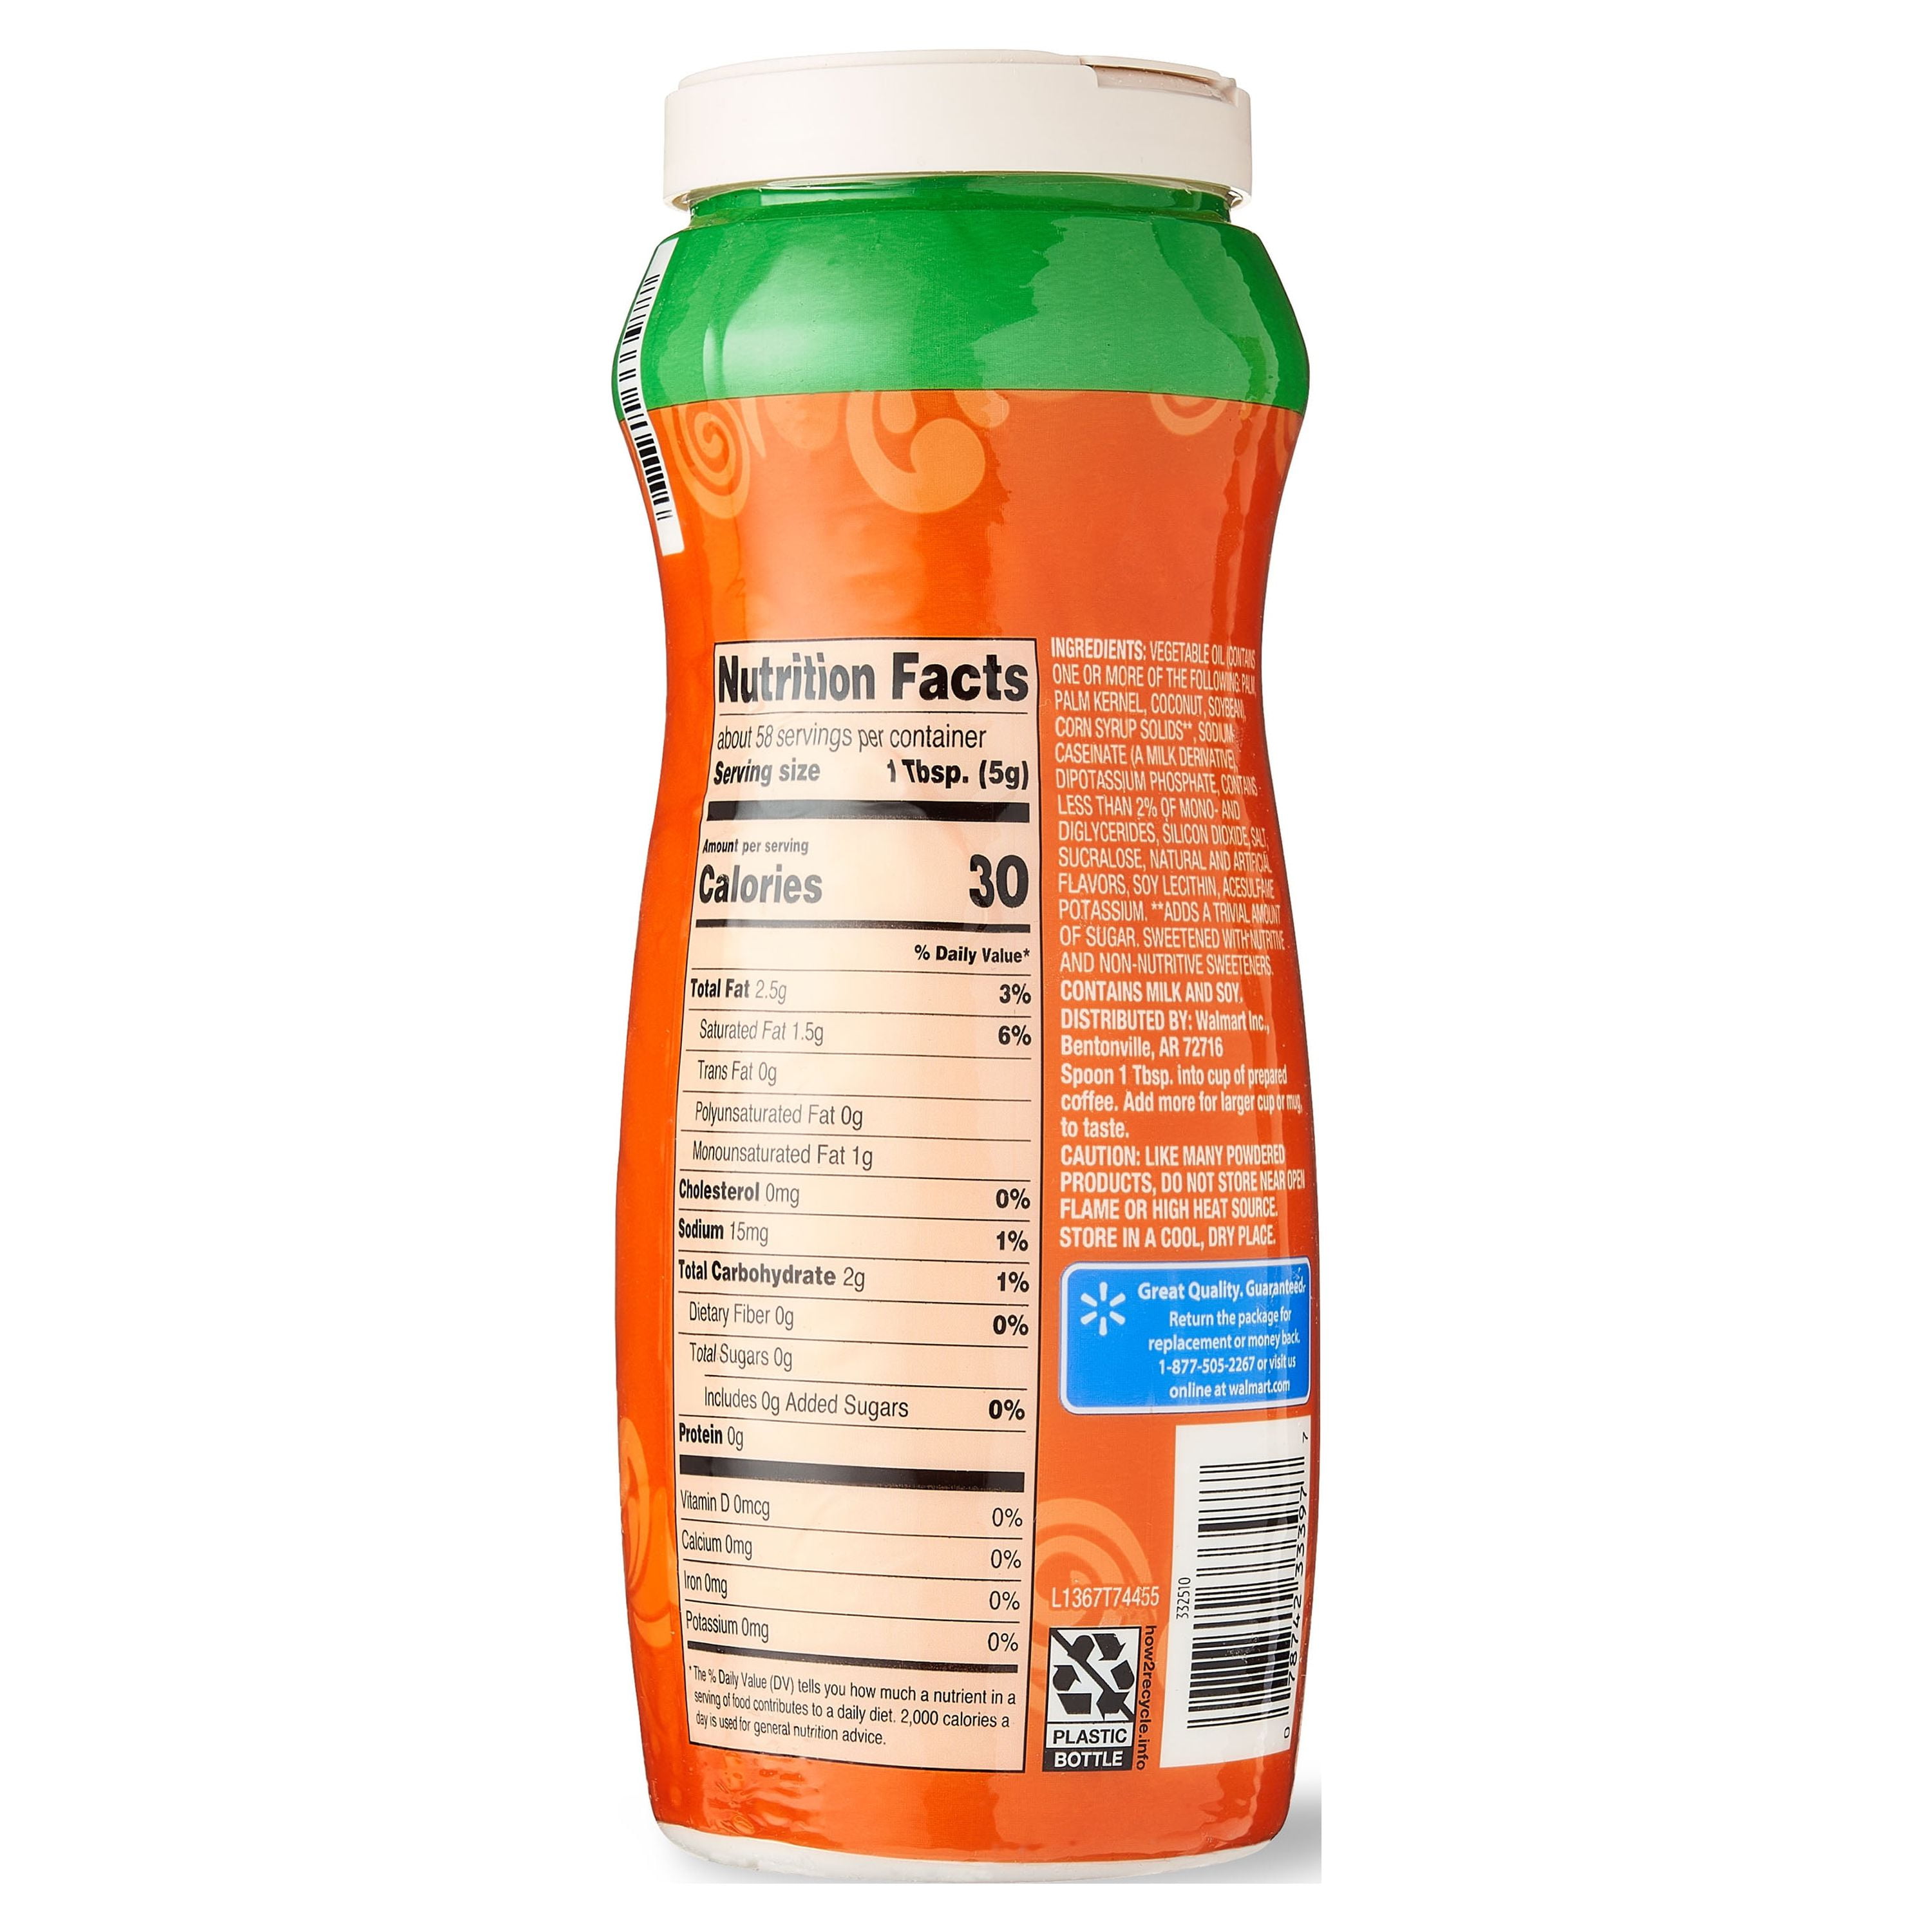 Nutrition Facts
about 58 servings per container
Serving size 1 Tbsp. (5g)
Amount per serving
Calories 30
% Daily Value*
Total Fat 2.5g 3%
Saturated Fat 1.5g 6%
Trans Fat 0g
Polyunsaturated Fat 0g
Monounsaturated Fat 1g
Cholesterol 0mg 0%
Sodium 15mg 1%
Total Carbohydrate 2g 1%
Dietary Fiber 0g 0%
Total Sugars 0g
Includes 0g Added Sugars 0%
Protein 0g
Vitamin D 0mcg 0%
Calcium 0mg 0%
Iron 0mg 0%
Potassium 0mg 0%
* The % Daily Value (DV) tells you how much a nutrient in a
serving of food contributes to a daily diet. 2,000 calories a
day is used for general nutrition advice.
INGREDIENTS: VEGETABLE OIL (CONTAINS
ONE OR MORE OF THE FOLLOWING: PALM,
PALM KERNEL, COCONUT, SOYBEAN),
CORN SYRUP SOLIDS**, SODIUM
CASEINATE (A MILK DERIVATIVE),
DIPOTASSIUM PHOSPHATE, CONTAINS
LESS THAN 2% OF MONO- AND
DIGLYCERIDES, SILICON DIOXIDE, SALT,
SUCRALOSE, NATURAL AND ARTIFICIAL
FLAVORS, SOY LECITHIN, ACESULFAME
POTASSIUM. **ADDS A TRIVIAL AMOUNT
OF SUGAR. SWEETENED WITH NUTRITIVE
AND NON-NUTRITIVE SWEETENERS.
CONTAINS MILK AND SOY.
DISTRIBUTED BY: Walmart Inc.,
Bentonville, AR 72716
Spoon 1 Tbsp. into cup of prepared
coffee. Add more for larger cup or mug,
to taste.
CAUTION: LIKE MANY POWDERED
PRODUCTS, DO NOT STORE NEAR OPEN
FLAME OR HIGH HEAT SOURCE.
STORE IN A COOL, DRY PLACE.
Great Quality. Guaranteed.
Return the package for
replacement or money back.
1-877-505-2267 or visit us
online at walmart.com
L1367T74455
332510
0 78742 33397 7
how2recycle.info
PLASTIC
BOTTLE